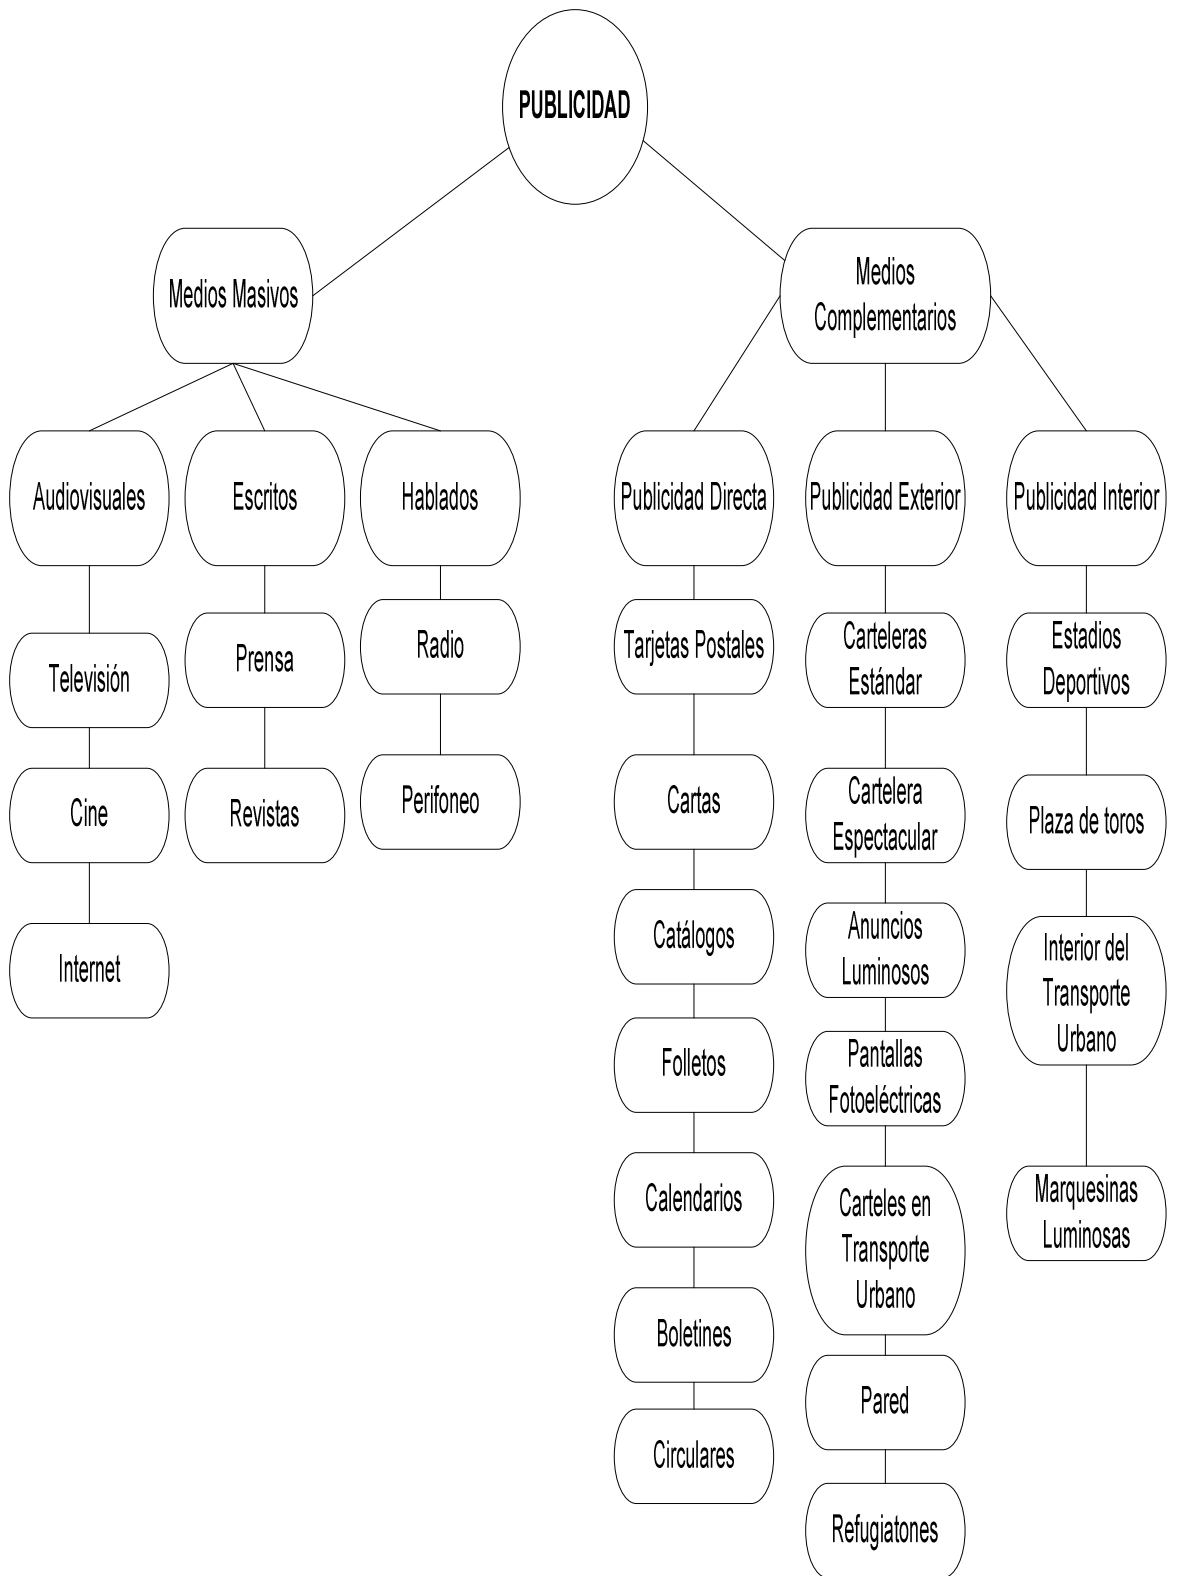 PUBLICIDAD
Medios Masivos
Medios
Complementarios
Audiovisuales
Escritos
Hablados
Publicidad Directa
Publicidad Exterior
Publicidad Interior
Televisión
Cine
Internet
Prensa
Revistas
Radio
Perifoneo
Tarjetas Postales
Cartas
Catálogos
Folletos
Calendarios
Boletines
Circulares
Carteleras
Estándar
Cartelera
Espectacular
Anuncios
Luminosos
Pantallas
Fotoeléctricas
Carteles en
Transporte
Urbano
Pared
Refugiatones
Estadios
Deportivos
Plaza de toros
Interior del
Transporte
Urbano
Marquesinas
Luminosas